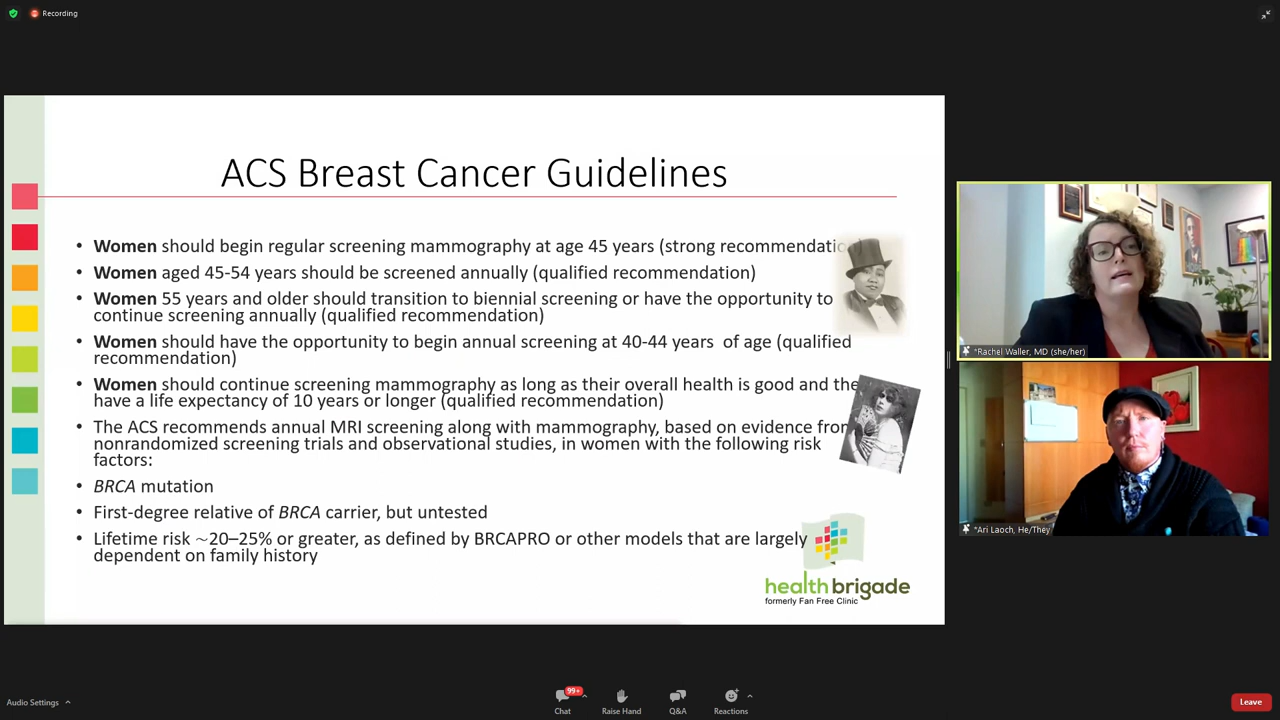 Recording
ACS Breast Cancer Guidelines
• Women should begin regular screening mammography at age 45 years (strong
• Women aged 45-54 years should be screened annually (qualified recommendation)
• Women 55 years and older should transition to biennial screening or have the opportunity to
continue screening annually (qualified recommendation)
• Women should have the opportunity to begin annual screening at 40-44 years of age (qualified
recommendation)
• Women should continue screening mammography as long as their overall health is good and
have a life expectancy of 10 years or longer (qualified recommendation)
• The ACS recommends annual MRI screening along with mammography, based on evidence from
nonrandomized screening trials and observational studies, in women with the following risk
factors:
• BRCA mutation
• First-degree relative of BRCA carrier, but untested
• Lifetime risk ~20–25% or greater, as defined by BRCAPRO or other models that are largely
dependent on family history
health brigade
formerly Fan Free Clinic
*Rachel Waller, MD (she/her)
*Ari Laoch, He/They
Audio Settings
99+
Chat
Raise Hand
Q&A
Reactions
Leave